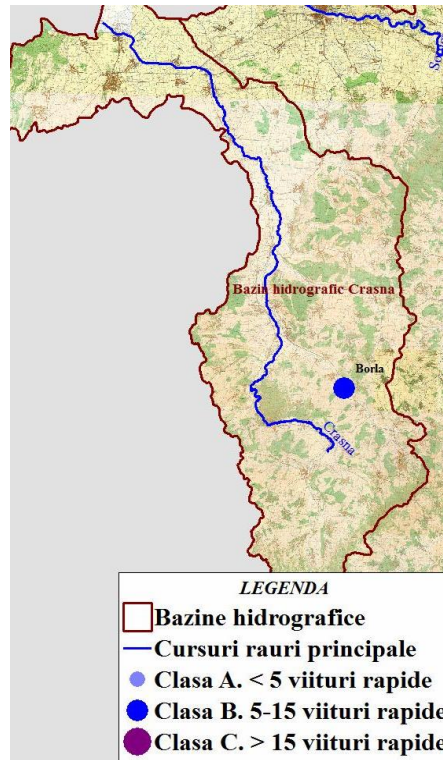 Some
Bazin hidrografic Crasna
Borla
Crasna
LEGENDA
Bazine hidrografice
Cursuri rauri principale
Clasa A. < 5 viituri rapide
Clasa B. 5-15 viituri rapide
Clasa C. > 15 viituri rapide